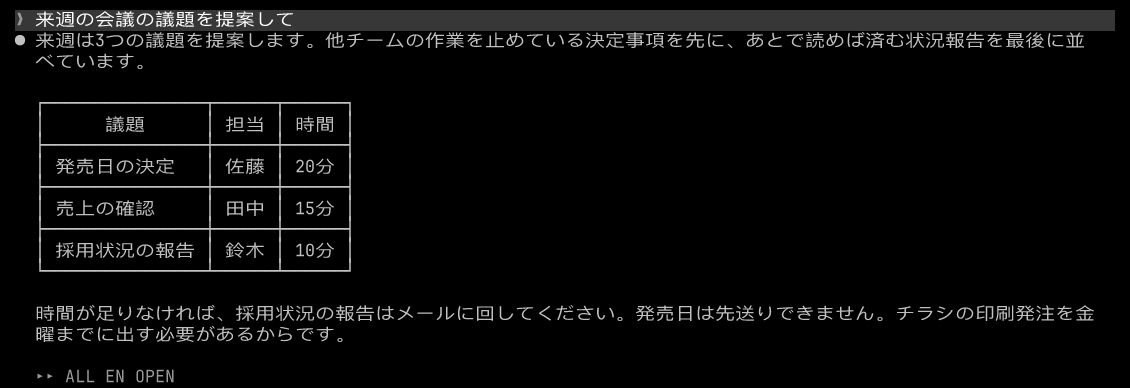 ❯ 来週の会議の議題を提案して
● 来週は3つの議題を提案します。他チームの作業を止めている決定事項を先に、あとで読めば済む状況報告を最後に並
べています。
議題 担当 時間
発売日の決定 佐藤 20分
売上の確認 田中 15分
採用状況の報告 鈴木 10分
時間が足りなければ、採用状況の報告はメールに回してください。発売日は先送りできません。チラシの印刷発注を金
曜までに出す必要があるからです。
▸▸ ALL EN OPEN